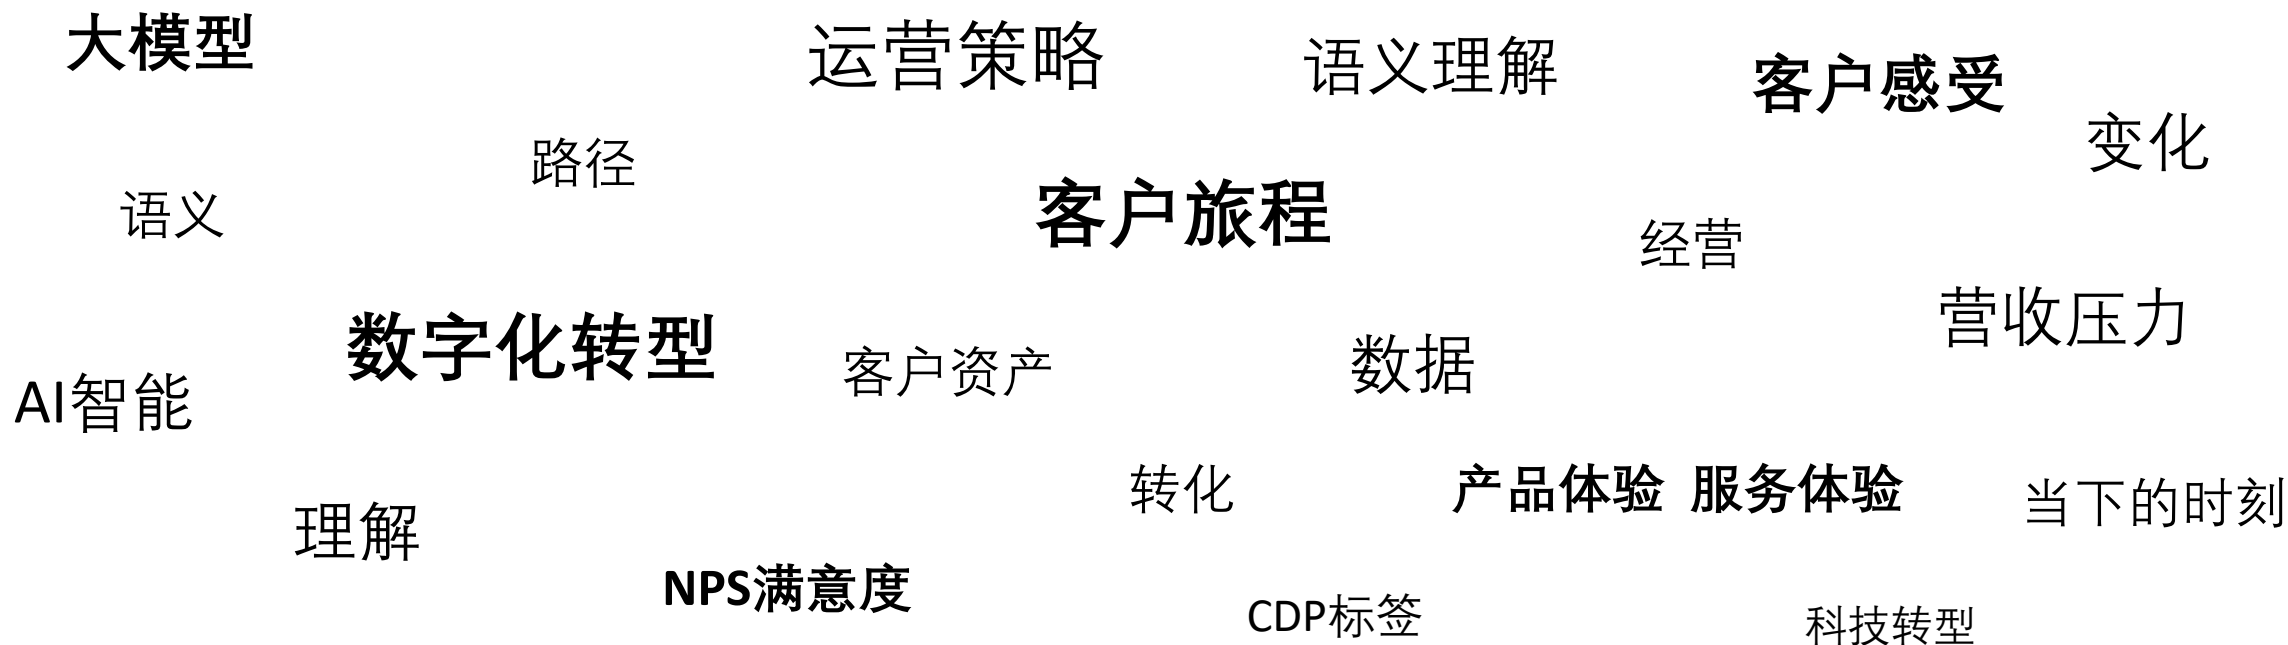 大模型
运营策略
语义理解
客户感受
变化
路径
语义
客户旅程
经营
数字化转型
客户资产
数据
营收压力
AI智能
转化
产品体验 服务体验
当下的时刻
理解
NPS满意度
CDP标签
科技转型